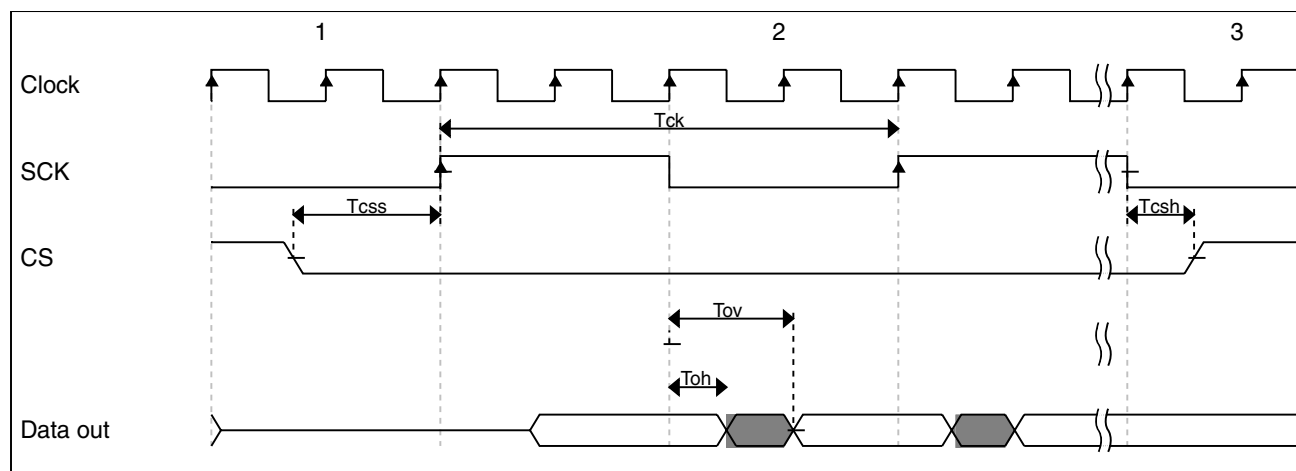 1 2 3
Clock
Tck
SCK
Tcss Tcsh
CS
Tov
Toh
Data out